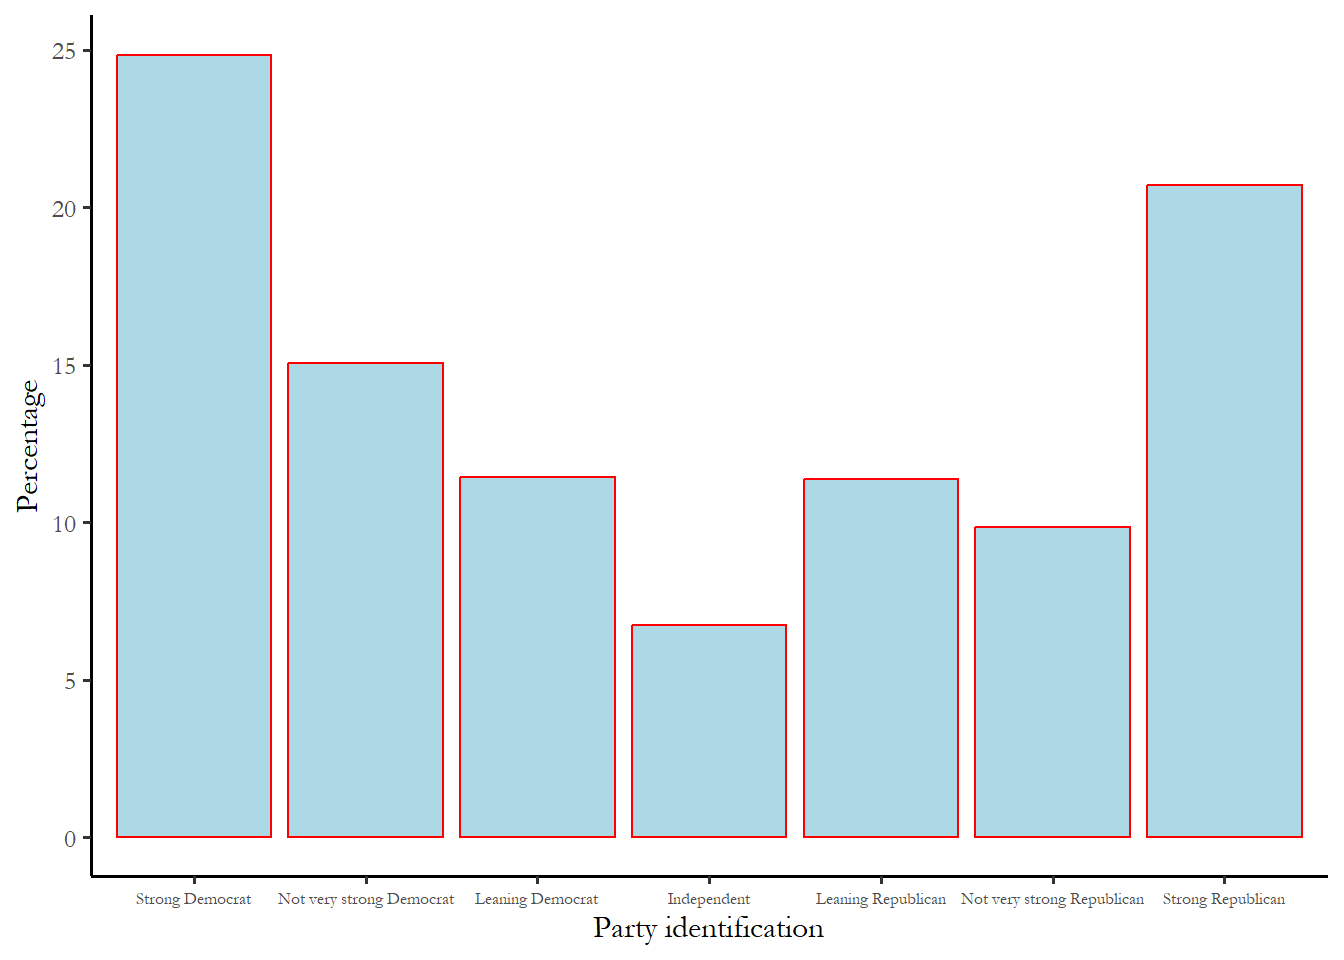 Percentage
25
20
15
10
5
0
Strong Democrat Not very strong Democrat Leaning Democrat Independent Leaning Republican Not very strong Republican Strong Republican
Party identification